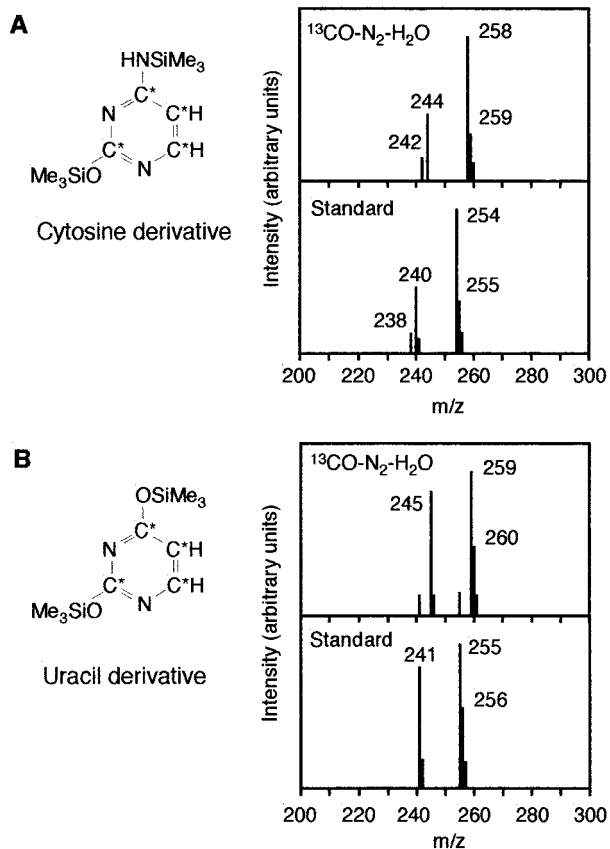 A
HNSiMe₃
C*
N
C*H
C*
C*H
N
Me₃SiO
Cytosine derivative
Intensity (arbitrary units)
¹³CO-N₂-H₂O
258
244
259
242
Standard
254
240
255
238
200 220 240 260 280 300
m/z
B
OSiMe₃
C*
N
C*H
C*
C*H
Me₃SiO
N
Uracil derivative
Intensity (arbitrary units)
¹³CO-N₂-H₂O
259
245
260
Standard
255
241
256
200 220 240 260 280 300
m/z